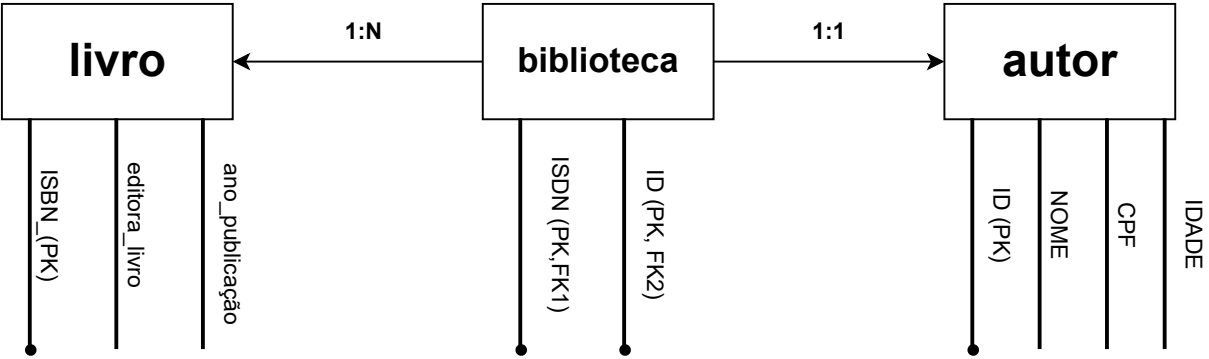 livro
1:N
biblioteca
1:1
autor
ISBN_(PK)
editora_livro
ano_publicação
ISDN (PK,FK1)
ID (PK, FK2)
ID (PK)
NOME
CPF
IDADE